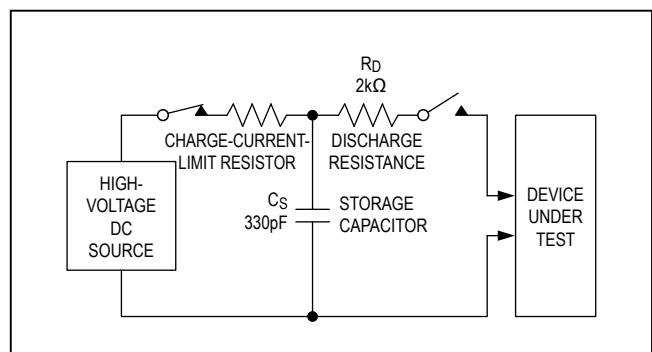 R_D
2kΩ
CHARGE-CURRENT-
LIMIT RESISTOR
DISCHARGE
RESISTANCE
HIGH-
VOLTAGE
DC
SOURCE
C_S
330pF
STORAGE
CAPACITOR
DEVICE
UNDER
TEST